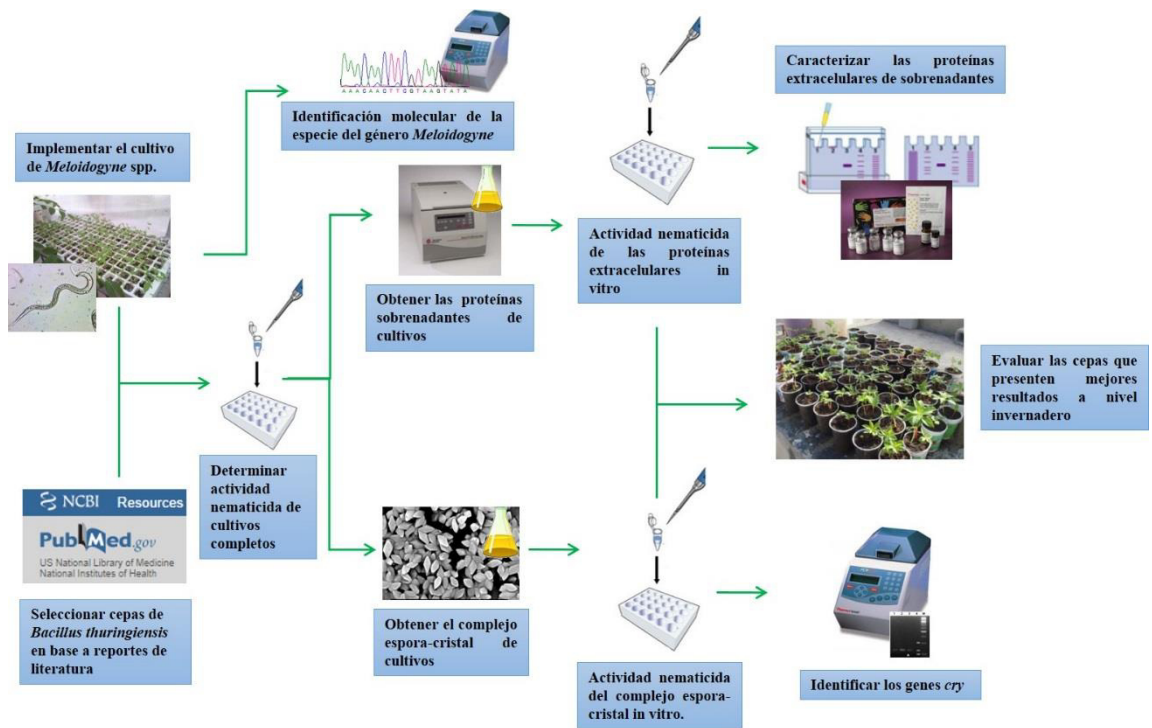 Implementar el cultivo
de Meloidogyne spp.
A A A C A A C T T C G T A A G T A T A
Identificación molecular de la
especie del género Meloidogyne
Caracterizar las proteínas
extracelulares de sobrenadantes
Obtener las proteínas
sobrenadantes de
cultivos
Actividad nematicida
de las proteínas
extracelulares in
vitro
Evaluar las cepas que
presenten mejores
resultados a nivel
invernadero
Determinar
actividad
nematicida de
cultivos completos
NCBI Resources
PubMed.gov
US National Library of Medicine
National Institutes of Health
Seleccionar cepas de
Bacillus thuringiensis
en base a reportes de
literatura
Obtener el complejo
espora-cristal de
cultivos
Actividad nematicida
del complejo espora-
cristal in vitro.
Identificar los genes cry